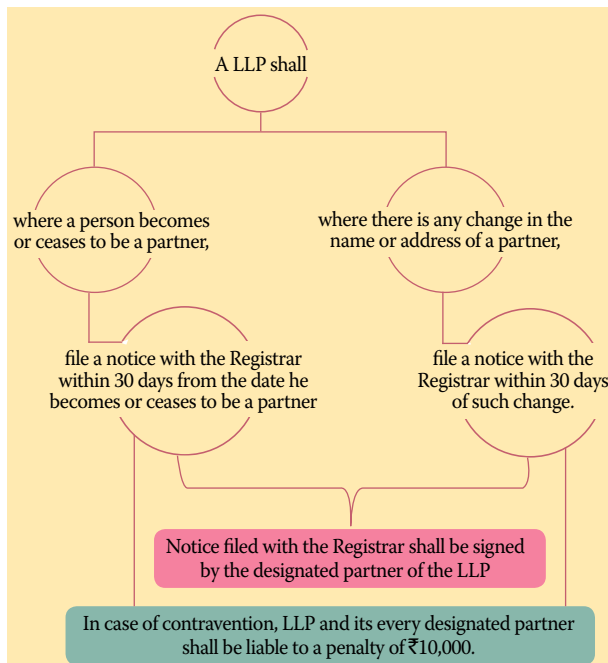 A LLP shall
where a person becomes
or ceases to be a partner,
where there is any change in the
name or address of a partner,
file a notice with the Registrar
within 30 days from the date he
becomes or ceases to be a partner
file a notice with the
Registrar within 30 days
of such change.
Notice filed with the Registrar shall be signed
by the designated partner of the LLP
In case of contravention, LLP and its every designated partner
shall be liable to a penalty of ₹10,000.